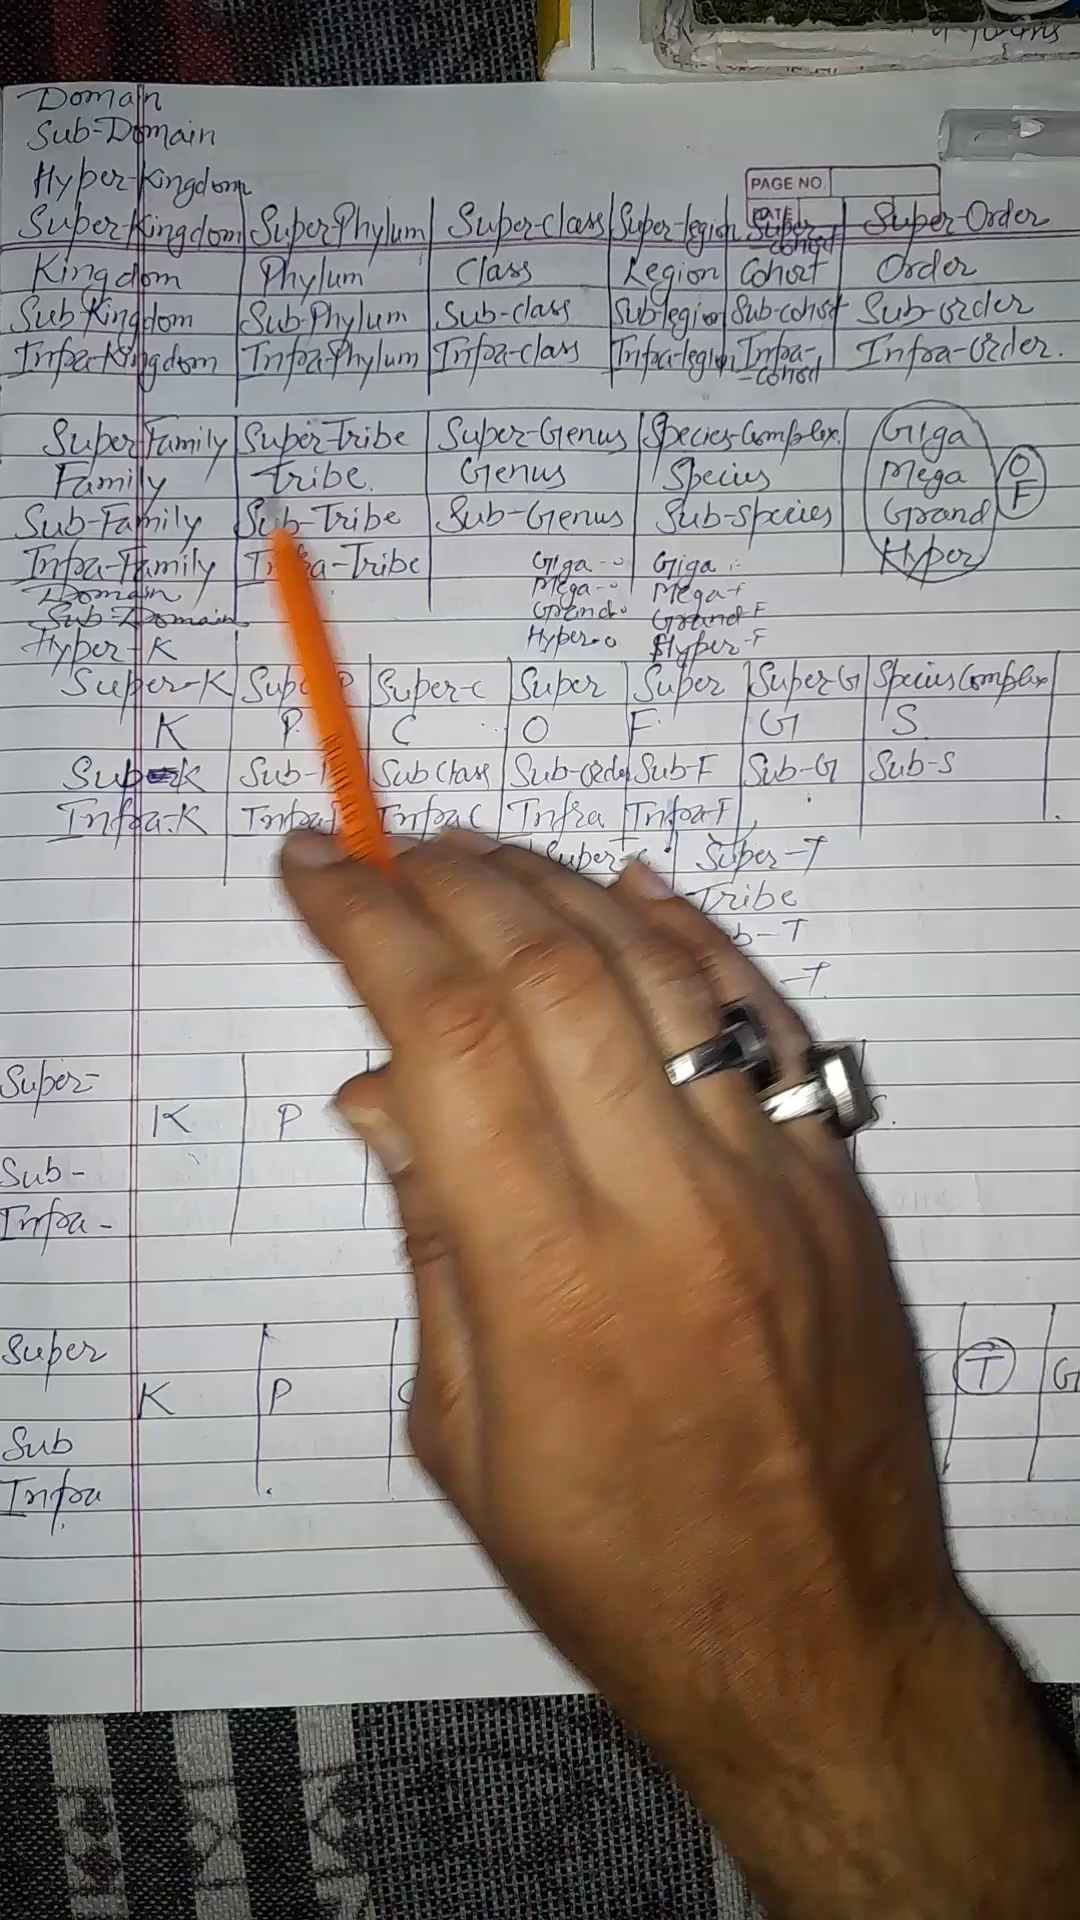 Domain
Sub-Domain
Hyper-Kingdom
PAGE NO.
DATE
Super-Kingdom Super Phylum Super-Class Super-legion Super-cohort Super-Order
Kingdom Phylum Class Legion Cohort Order
Sub Kingdom Sub-Phylum Sub-class Sub-legion Sub-cohort Sub-order
Infra-Kingdom Infra-Phylum Infra-class Infra-legion Infra-cohort Infra-Order.
Super-Family Super-Tribe Super-Genus Species-Complex. Giga
Family Tribe. Genus Species Mega O
Sub-Family Sub-Tribe Sub-Genus Sub-species Grand F
Infra-Family Infra-Tribe Giga-o Giga Hyper
Domain Mega-o Mega-F
Sub-Domain Grand-o Grand-F
Hyper-K Hyper-o Hyper-F
Super-K Super-C Super Super Super-G Species Complex
K P. C O F G S
Sub-K Sub- Sub Class Sub-order Sub-F Sub-G Sub-S
Infra-K Infra- Infra C Infra Infra-F
Super- Super-T
Tribe
-T
-T
Super-
K P S.
Sub-
Infra-
Super T G
K P C
Sub
Infra